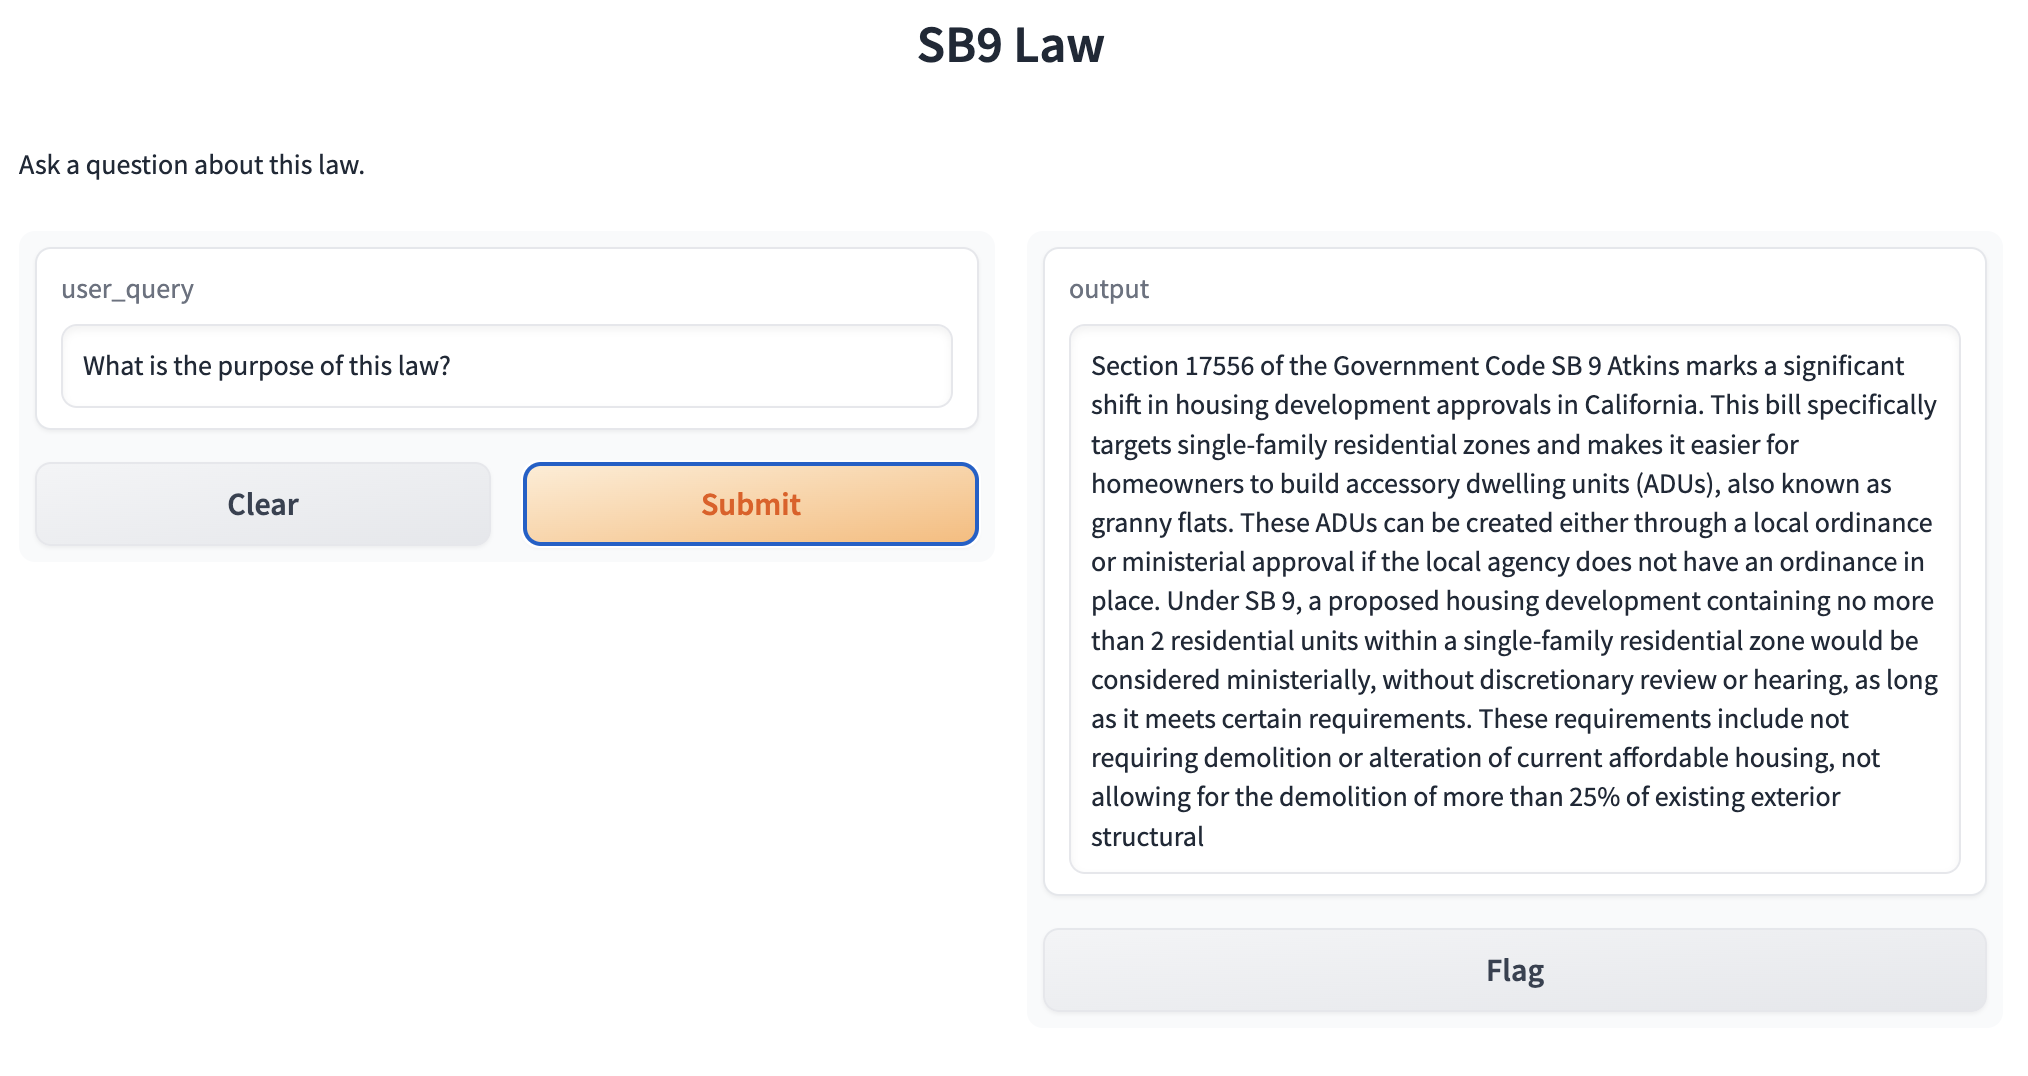 SB9 Law
Ask a question about this law.
user_query
What is the purpose of this law?
Clear
Submit
output
Section 17556 of the Government Code SB 9 Atkins marks a significant
shift in housing development approvals in California. This bill specifically
targets single-family residential zones and makes it easier for
homeowners to build accessory dwelling units (ADUs), also known as
granny flats. These ADUs can be created either through a local ordinance
or ministerial approval if the local agency does not have an ordinance in
place. Under SB 9, a proposed housing development containing no more
than 2 residential units within a single-family residential zone would be
considered ministerially, without discretionary review or hearing, as long
as it meets certain requirements. These requirements include not
requiring demolition or alteration of current affordable housing, not
allowing for the demolition of more than 25% of existing exterior
structural
Flag